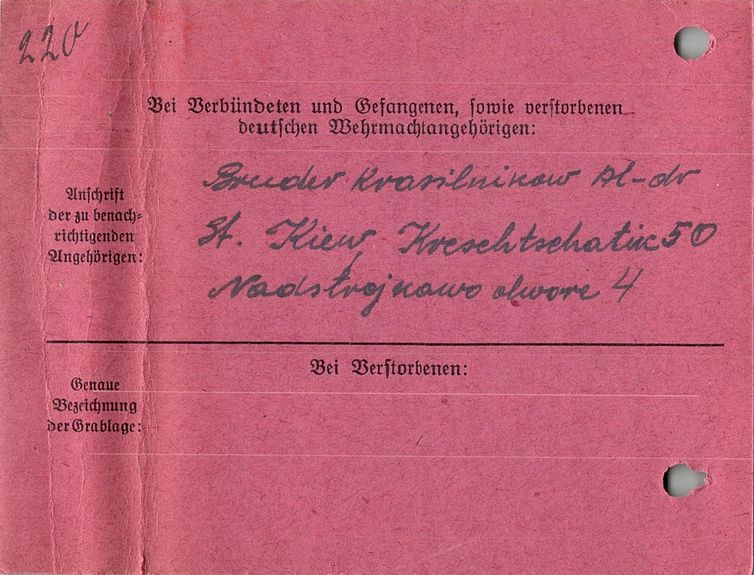 220
Bei Verbündeten und Gefangenen, sowie verstorbenen
deutschen Wehrmachtangehörigen:
Anschrift
der zu benach-
richtigenden
Angehörigen:
Bruder Krasilnikow Al-dr
St. Kiew, Kreschtschatik 50
Nadstrojkawo dwore 4
Bei Verstorbenen:
Genaue
Bezeichnung
der Grablage: